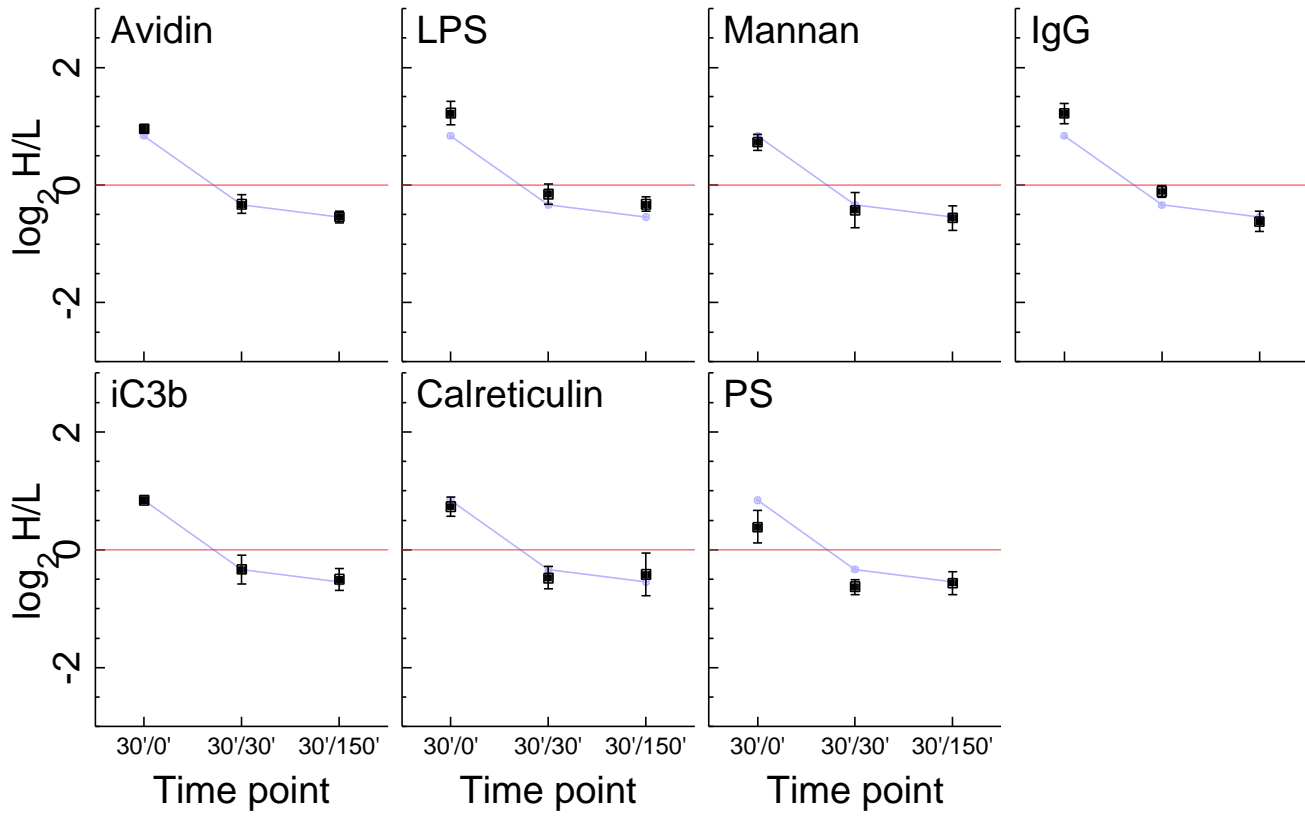 Avidin
LPS
Mannan
IgG
log2 H/L
2
0
-2
iC3b
Calreticulin
PS
log2 H/L
2
0
-2
30'/0' 30'/30' 30'/150'
30'/0' 30'/30' 30'/150'
30'/0' 30'/30' 30'/150'
Time point
Time point
Time point